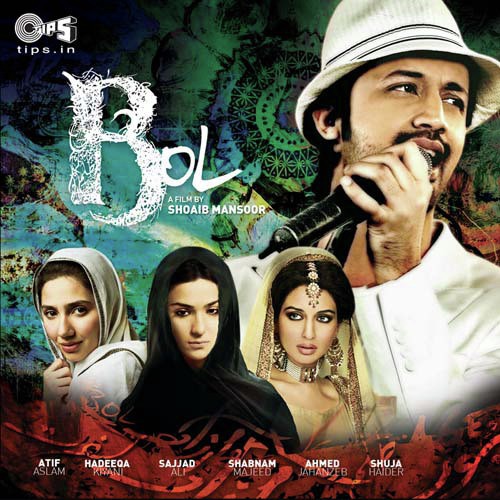 TiPS
tips.in
BOL
A FILM BY
SHOAIB MANSOOR
ATIF
ASLAM
HADEEQA
KIYANI
SAJJAD
ALI
SHABNAM
MAJEED
AHMED
JAHANZEB
SHUJA
HAIDER